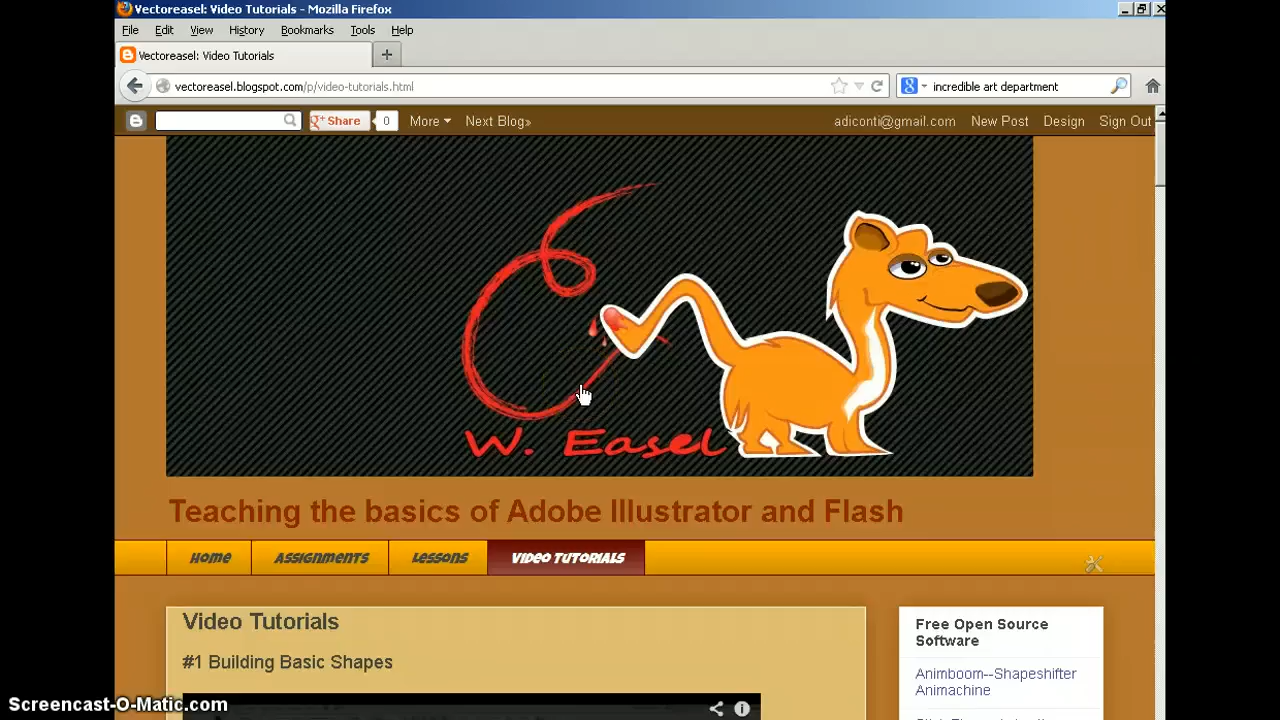 Vectoreasel: Video Tutorials - Mozilla Firefox
File Edit View History Bookmarks Tools Help
Vectoreasel: Video Tutorials
vectoreasel.blogspot.com/p/video-tutorials.html
incredible art department
Share 0 More Next Blog» adiconti@gmail.com New Post Design Sign Out
W. Easel
Teaching the basics of Adobe Illustrator and Flash
Home Assignments Lessons Video Tutorials
Video Tutorials
#1 Building Basic Shapes
Free Open Source
Software
Animboom--Shapeshifter
Animachine
Screencast-O-Matic.com